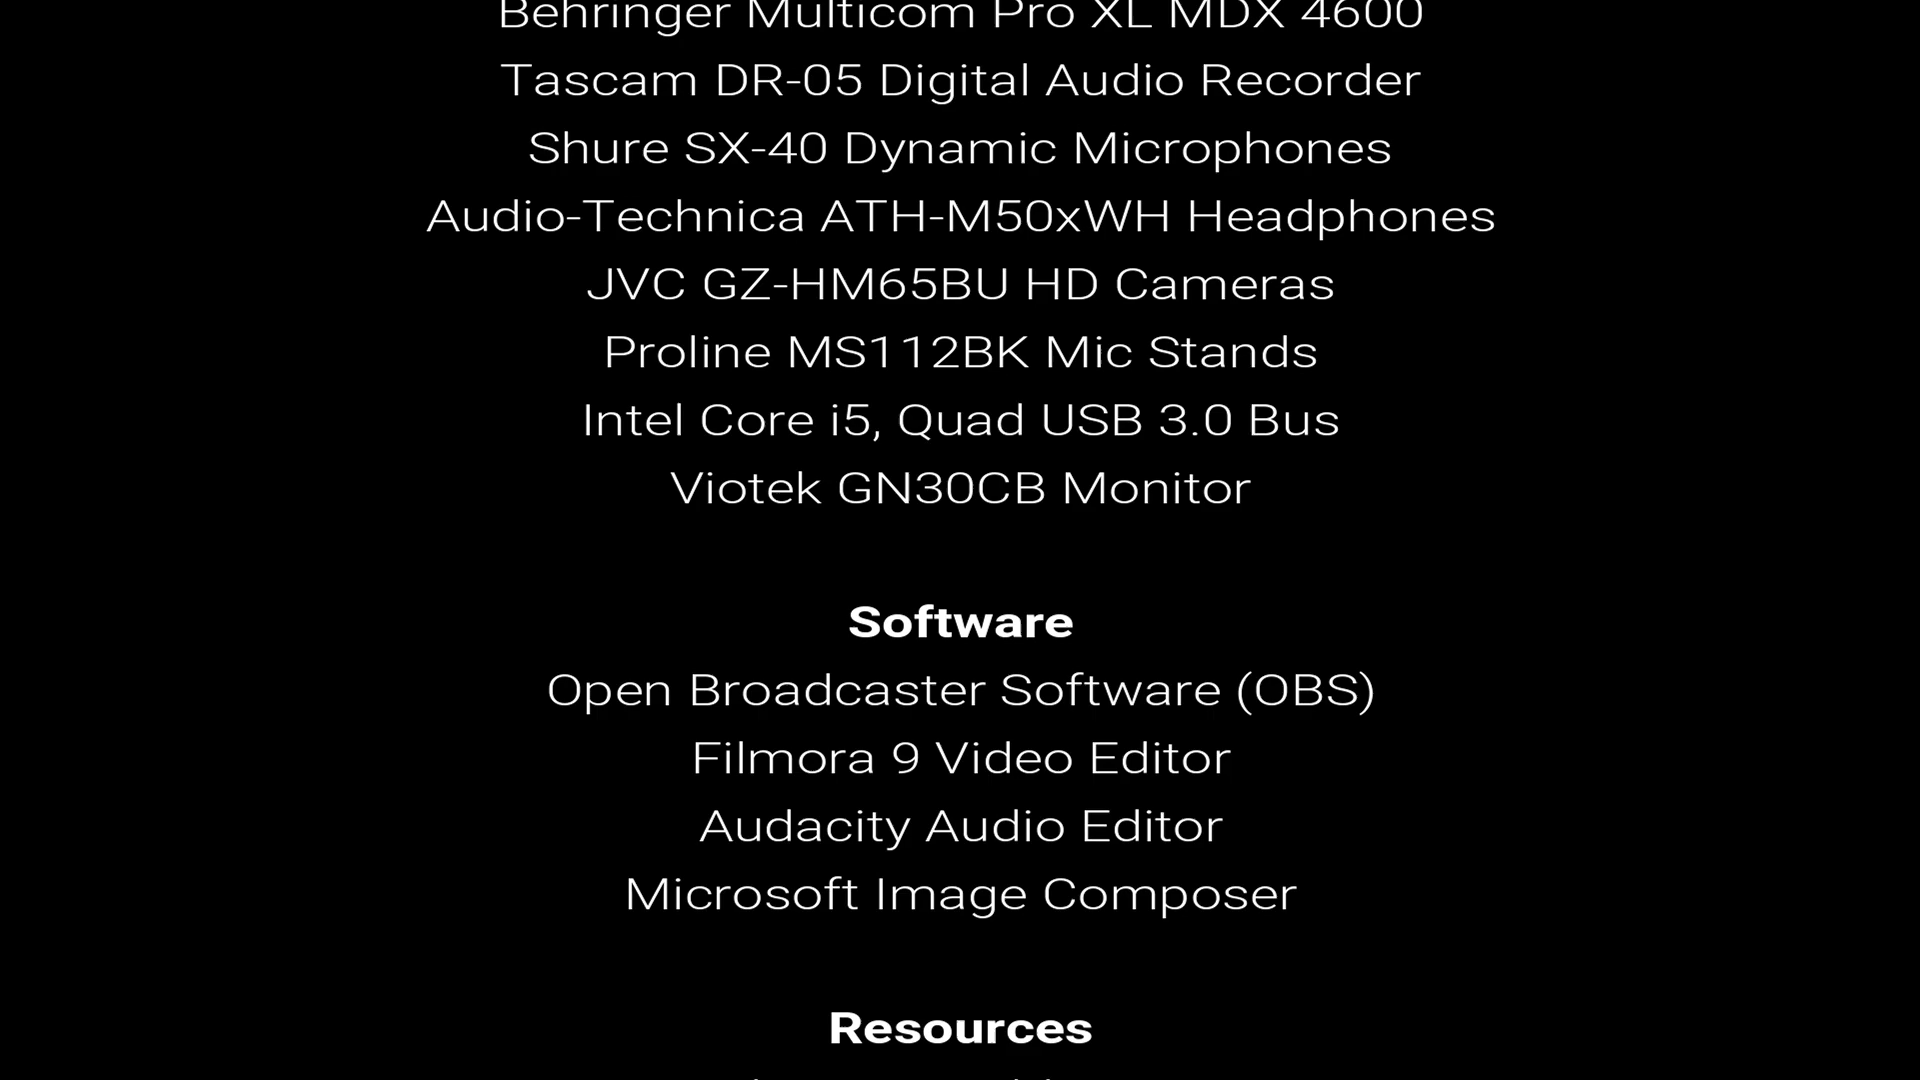 Behringer Multicom Pro XL MDX 4600
Tascam DR-05 Digital Audio Recorder
Shure SX-40 Dynamic Microphones
Audio-Technica ATH-M50xWH Headphones
JVC GZ-HM65BU HD Cameras
Proline MS112BK Mic Stands
Intel Core i5, Quad USB 3.0 Bus
Viotek GN30CB Monitor
Software
Open Broadcaster Software (OBS)
Filmora 9 Video Editor
Audacity Audio Editor
Microsoft Image Composer
Resources